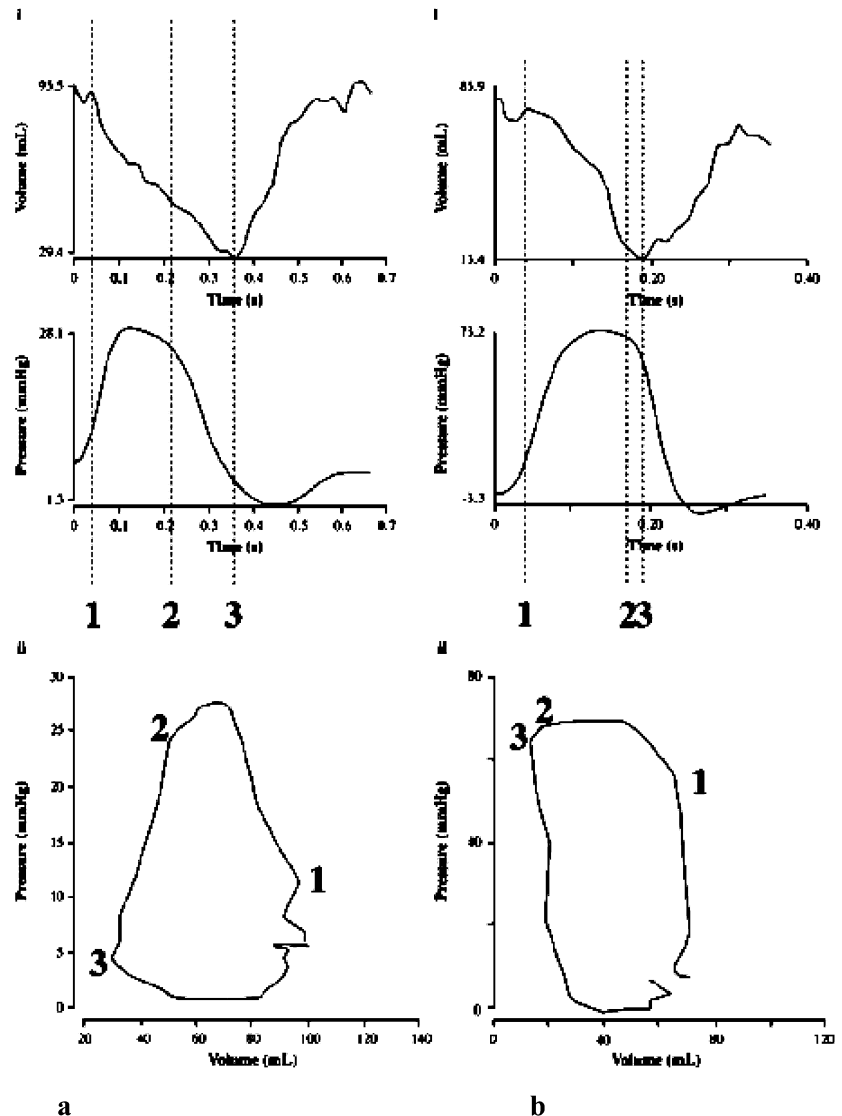 i
95.5
Volume (mL)
29.4
0 0.1 0.2 0.3 0.4 0.5 0.6 0.7
Time (s)
28.1
Pressure (mmHg)
1.3
0 0.1 0.2 0.3 0.4 0.5 0.6 0.7
Time (s)
1 2 3
ii
30
25
20
15
10
5
0
Pressure (mmHg)
2
1
3
20 40 60 80 100 120 140
Volume (mL)
a
i
85.9
Volume (mL)
13.4
0 0.20 0.40
Time (s)
73.2
Pressure (mmHg)
-3.3
0 0.20 0.40
Time (s)
1 2 3
ii
80
40
0
Pressure (mmHg)
2
3
1
0 40 80 120
Volume (mL)
b